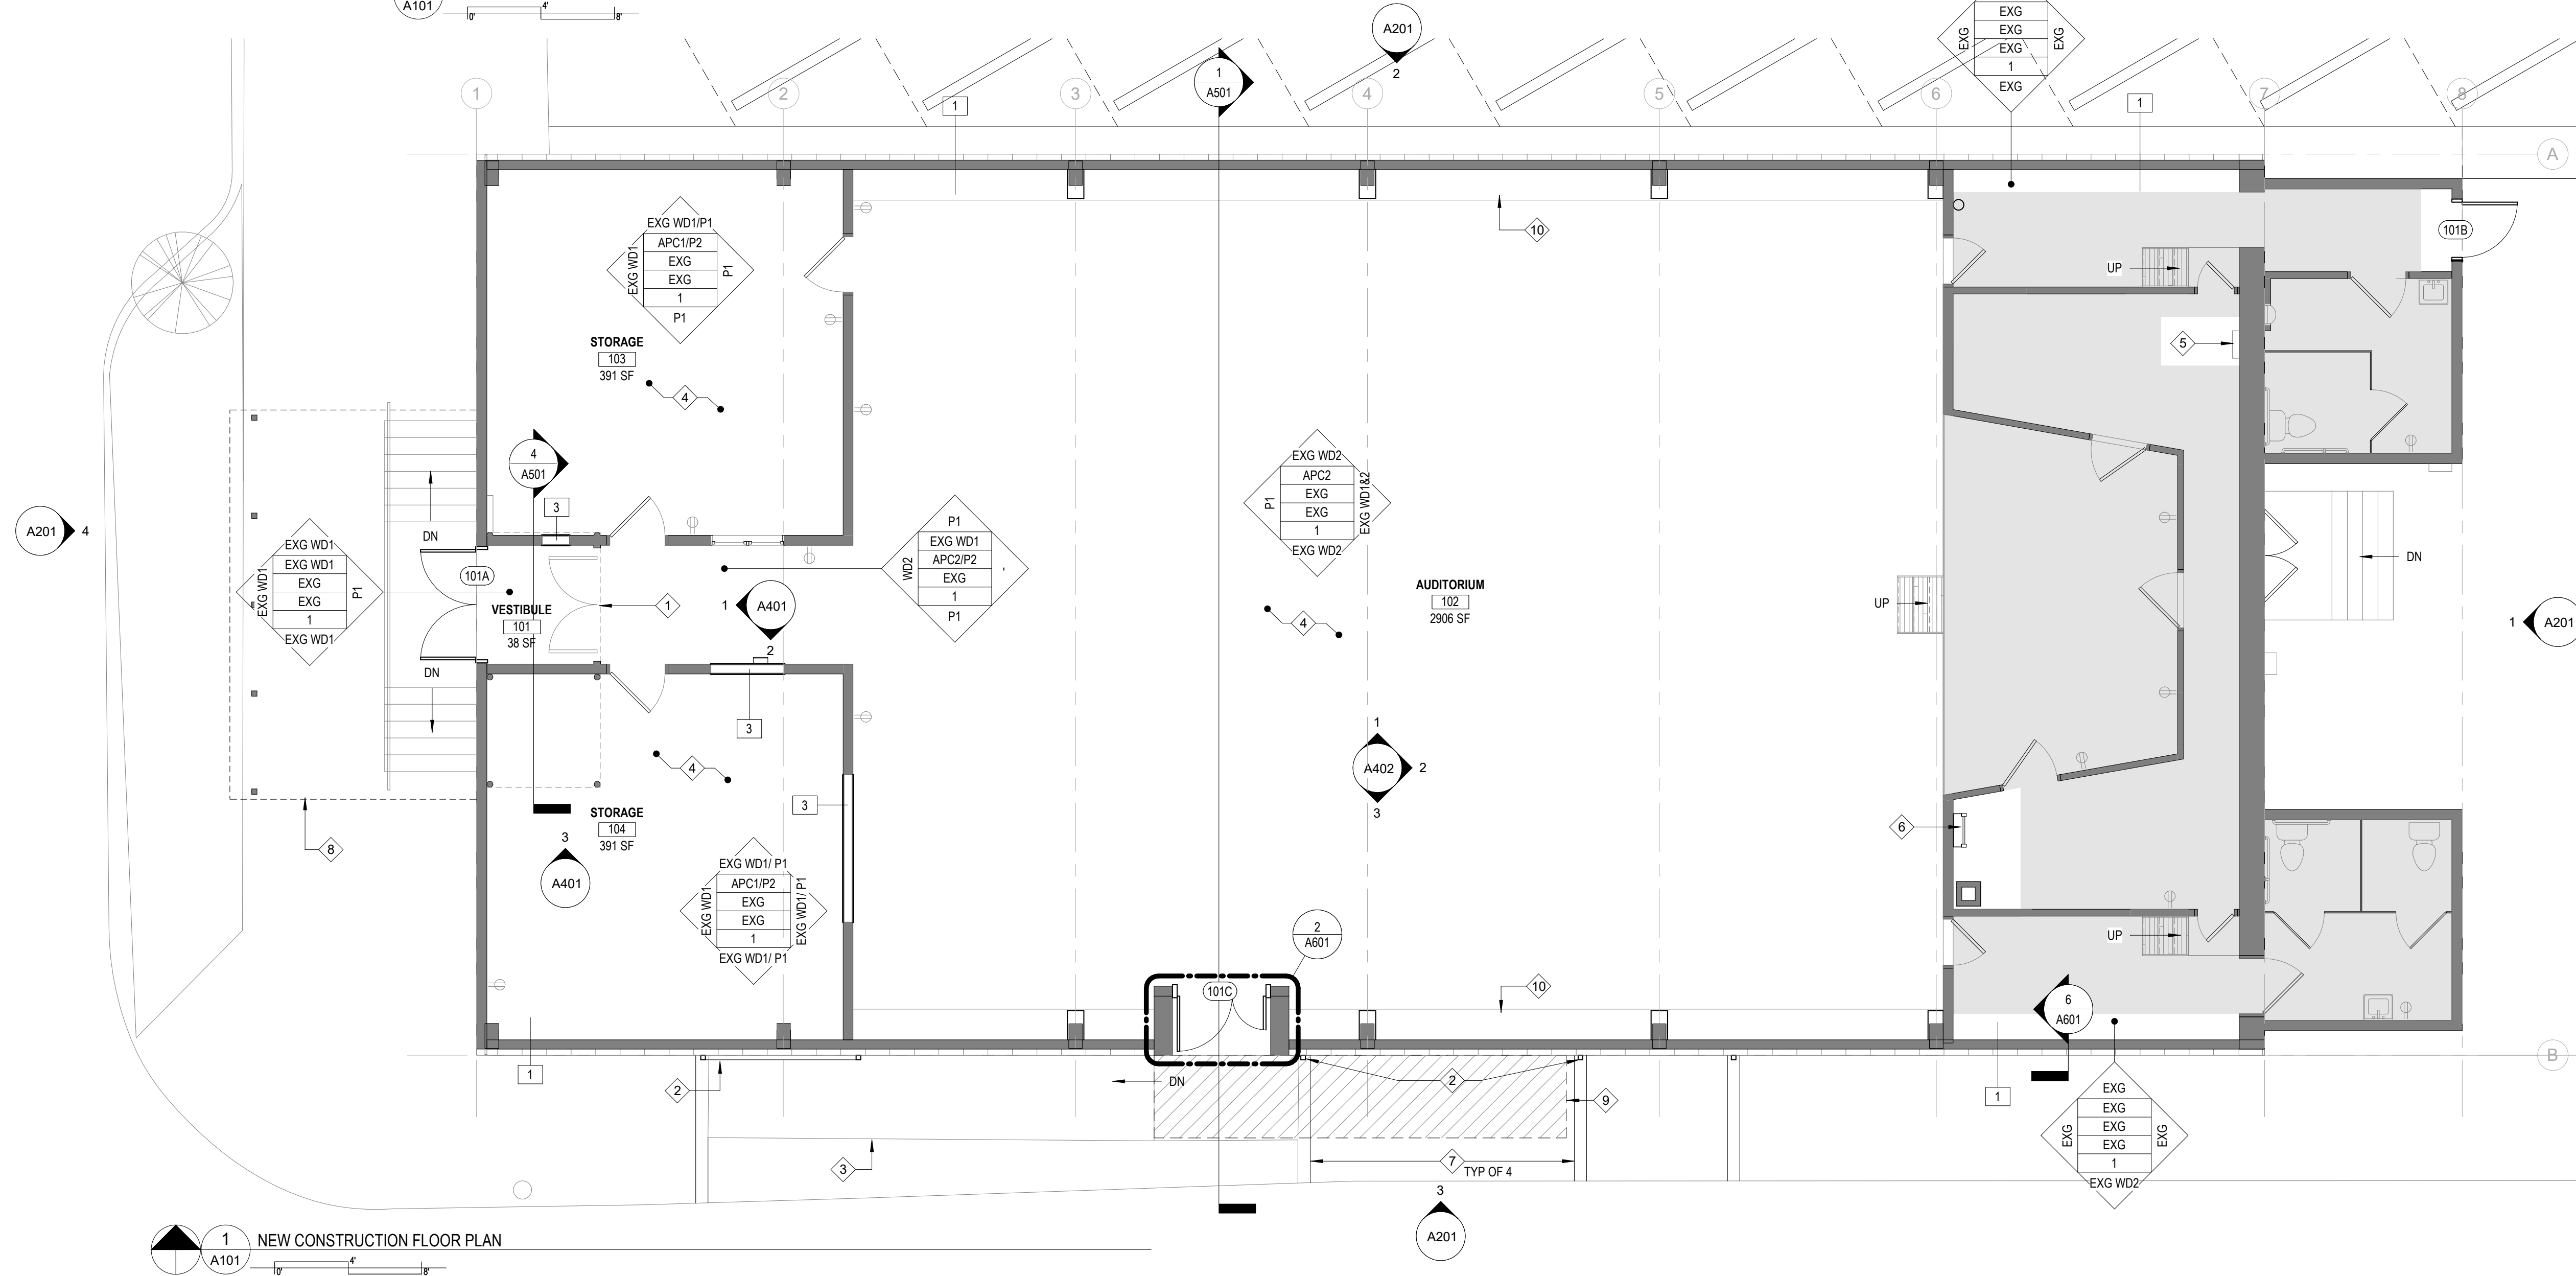 A101
0'
4'
8'
A201
2
1
A501
EXG
EXG
EXG
1
EXG
EXG
EXG
1
2
3
4
5
6
7
8
1
1
A
EXG WD1/P1
APC1/P2
EXG
EXG
1
P1
EXG WD1
P1
10
101B
UP
STORAGE
103
391 SF
4
5
4
A501
3
EXG WD2
APC2
EXG
EXG
1
EXG WD2
P1
EXG WD1&2
A201
4
DN
EXG WD1
EXG WD1
EXG
EXG
1
EXG WD1
EXG WD1
P1
101A
VESTIBULE
101
38 SF
1
P1
EXG WD1
APC2/P2
EXG
1
P1
WD2
-
1
A401
2
AUDITORIUM
102
2906 SF
4
UP
DN
1
A201
DN
3
4
1
A402
2
3
3
STORAGE
104
391 SF
3
A401
8
6
EXG WD1/ P1
APC1/P2
EXG
EXG
1
EXG WD1/ P1
EXG WD1
EXG WD1/ P1
2
A601
UP
101C
10
6
A601
1
2
DN
2
9
1
B
EXG
EXG
EXG
EXG
1
EXG WD2
EXG
EXG
3
7
TYP OF 4
3
A201
1
A101
NEW CONSTRUCTION FLOOR PLAN
0'
4'
8'